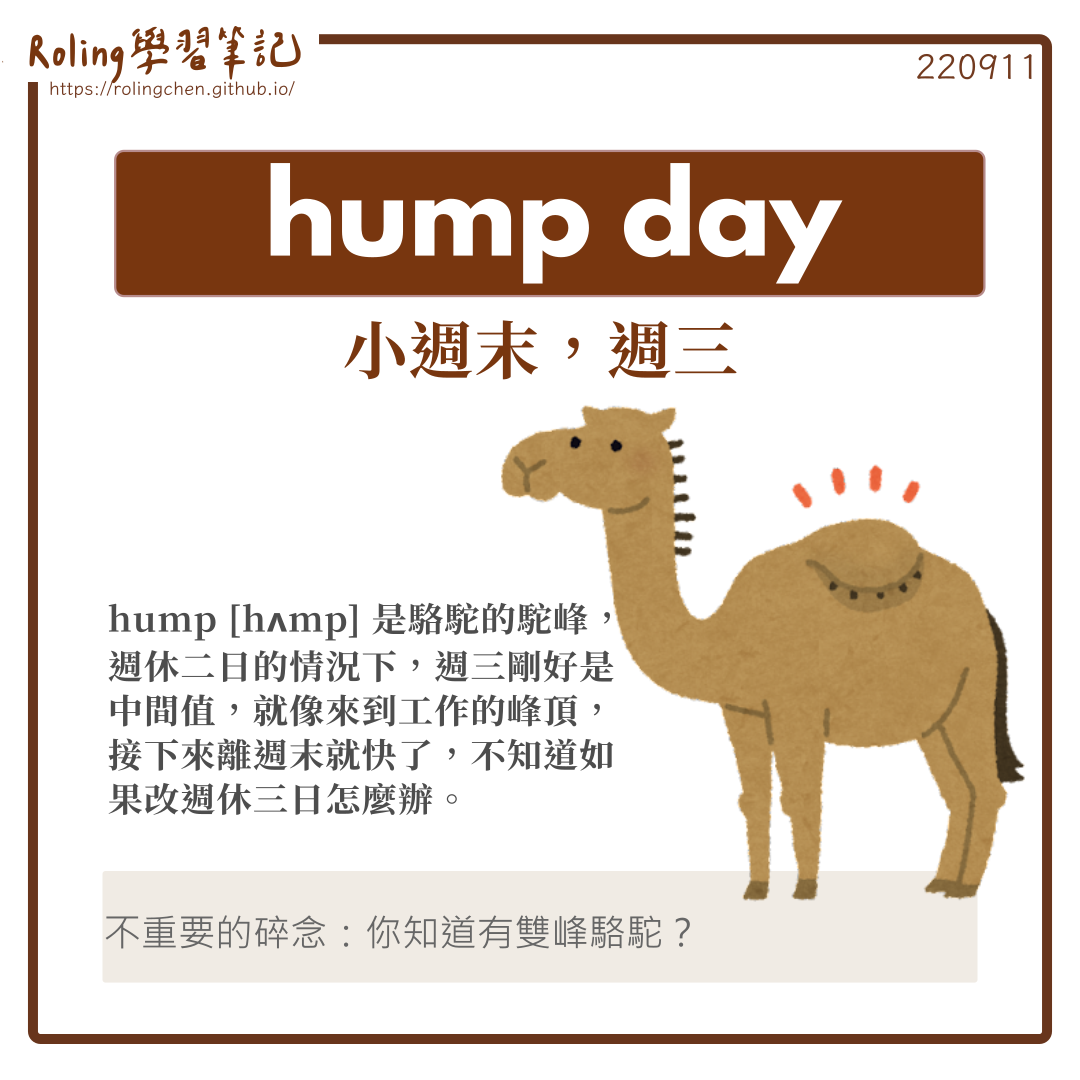 Roling學習筆記
https://rolingchen.github.io/
220911
hump day
小週末，週三
hump [hʌmp] 是駱駝的駝峰，
週休二日的情況下，週三剛好是
中間值，就像來到工作的峰頂，
接下來離週末就快了，不知道如
果改週休三日怎麼辦。
不重要的碎念：你知道有雙峰駱駝？